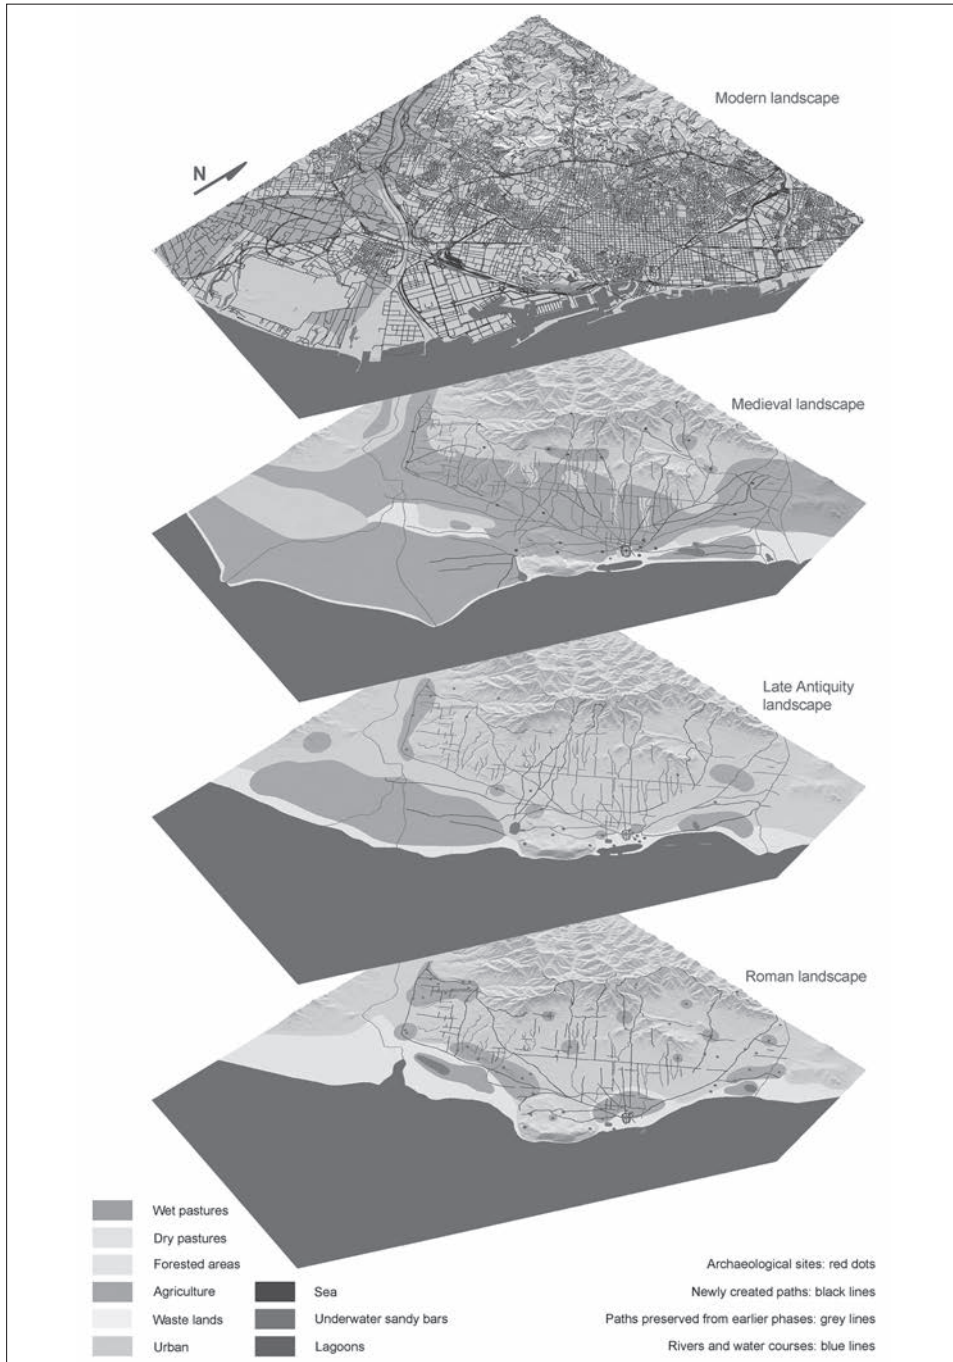 Modern landscape
N
Medieval landscape
Late Antiquity
landscape
Roman landscape
Wet pastures
Dry pastures
Forested areas
Agriculture
Waste lands
Urban
Sea
Underwater sandy bars
Lagoons
Archaeological sites: red dots
Newly created paths: black lines
Paths preserved from earlier phases: grey lines
Rivers and water courses: blue lines